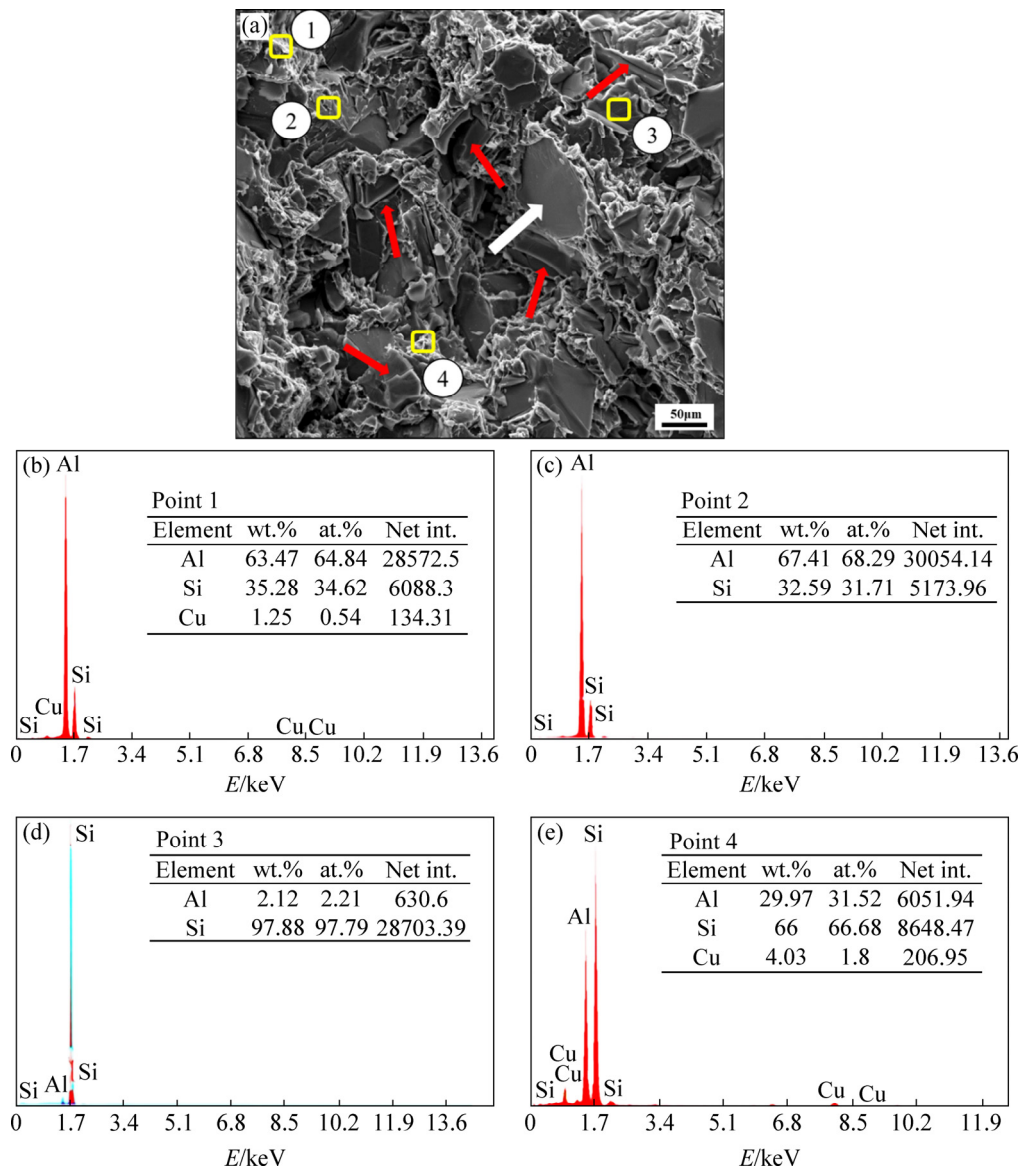 (a)
1
2
3
4
50μm
(b)
Al
Point 1
Element wt.% at.% Net int.
Al 63.47 64.84 28572.5
Si 35.28 34.62 6088.3
Cu 1.25 0.54 134.31
Si
Cu
Si Si Cu Cu
0 1.7 3.4 5.1 6.8 8.5 10.2 11.9 13.6
E/keV
(c)
Al
Point 2
Element wt.% at.% Net int.
Al 67.41 68.29 30054.14
Si 32.59 31.71 5173.96
Si
Si Si
0 1.7 3.4 5.1 6.8 8.5 10.2 11.9 13.6
E/keV
(d)
Si
Point 3
Element wt.% at.% Net int.
Al 2.12 2.21 630.6
Si 97.88 97.79 28703.39
Si Al Si
0 1.7 3.4 5.1 6.8 8.5 10.2 11.9 13.6
E/keV
(e)
Si
Point 4
Element wt.% at.% Net int.
Al 29.97 31.52 6051.94
Si 66 66.68 8648.47
Cu 4.03 1.8 206.95
Al
Cu
Cu
Si Si Cu Cu
0 1.7 3.4 5.1 6.8 8.5 10.2 11.9
E/keV